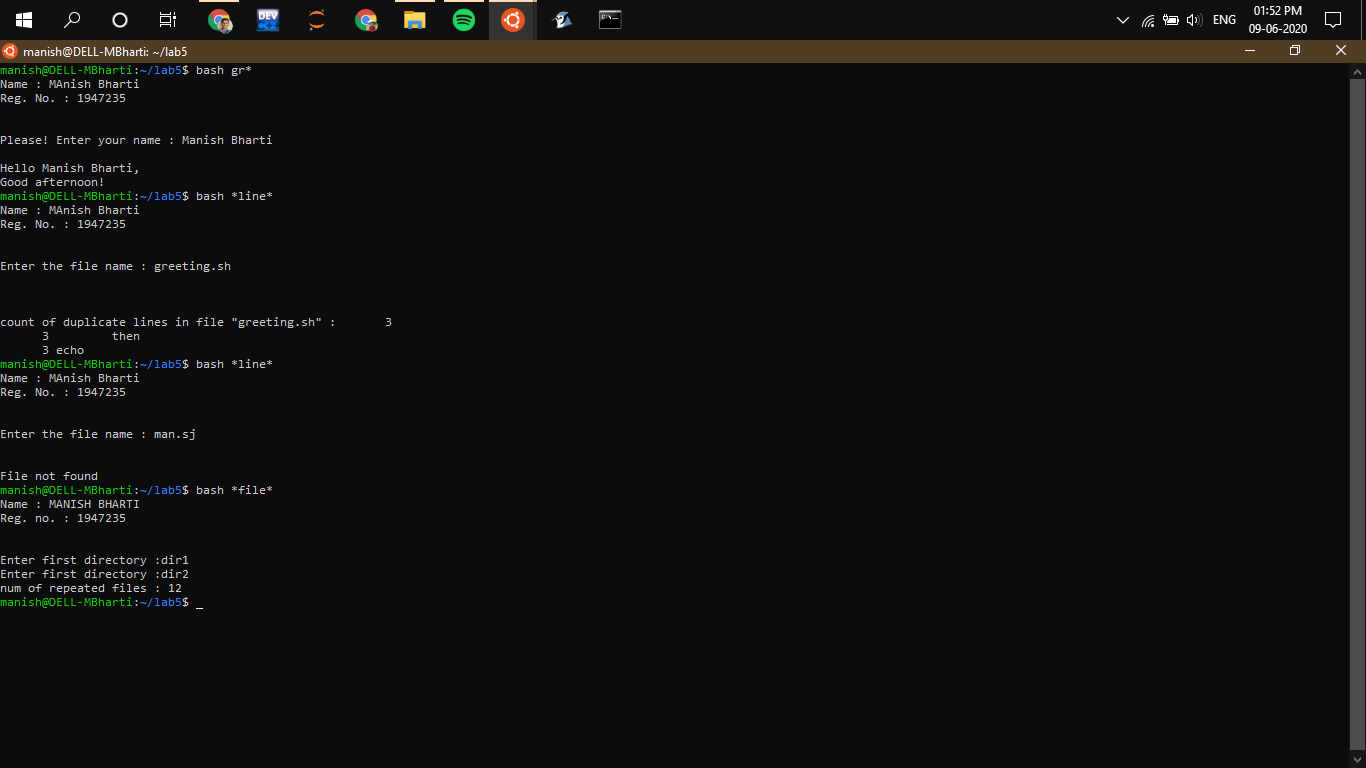 DEV
C++
ENG
01:52 PM
09-06-2020
manish@DELL-MBharti: ~/lab5
manish@DELL-MBharti:~/lab5$ bash gr*
Name : MAnish Bharti
Reg. No. : 1947235
Please! Enter your name : Manish Bharti
Hello Manish Bharti,
Good afternoon!
manish@DELL-MBharti:~/lab5$ bash *line*
Name : MAnish Bharti
Reg. No. : 1947235
Enter the file name : greeting.sh
count of duplicate lines in file "greeting.sh" :       3
      3         then
      3 echo
manish@DELL-MBharti:~/lab5$ bash *line*
Name : MAnish Bharti
Reg. No. : 1947235
Enter the file name : man.sj
File not found
manish@DELL-MBharti:~/lab5$ bash *file*
Name : MANISH BHARTI
Reg. no. : 1947235
Enter first directory :dir1
Enter first directory :dir2
num of repeated files : 12
manish@DELL-MBharti:~/lab5$ _